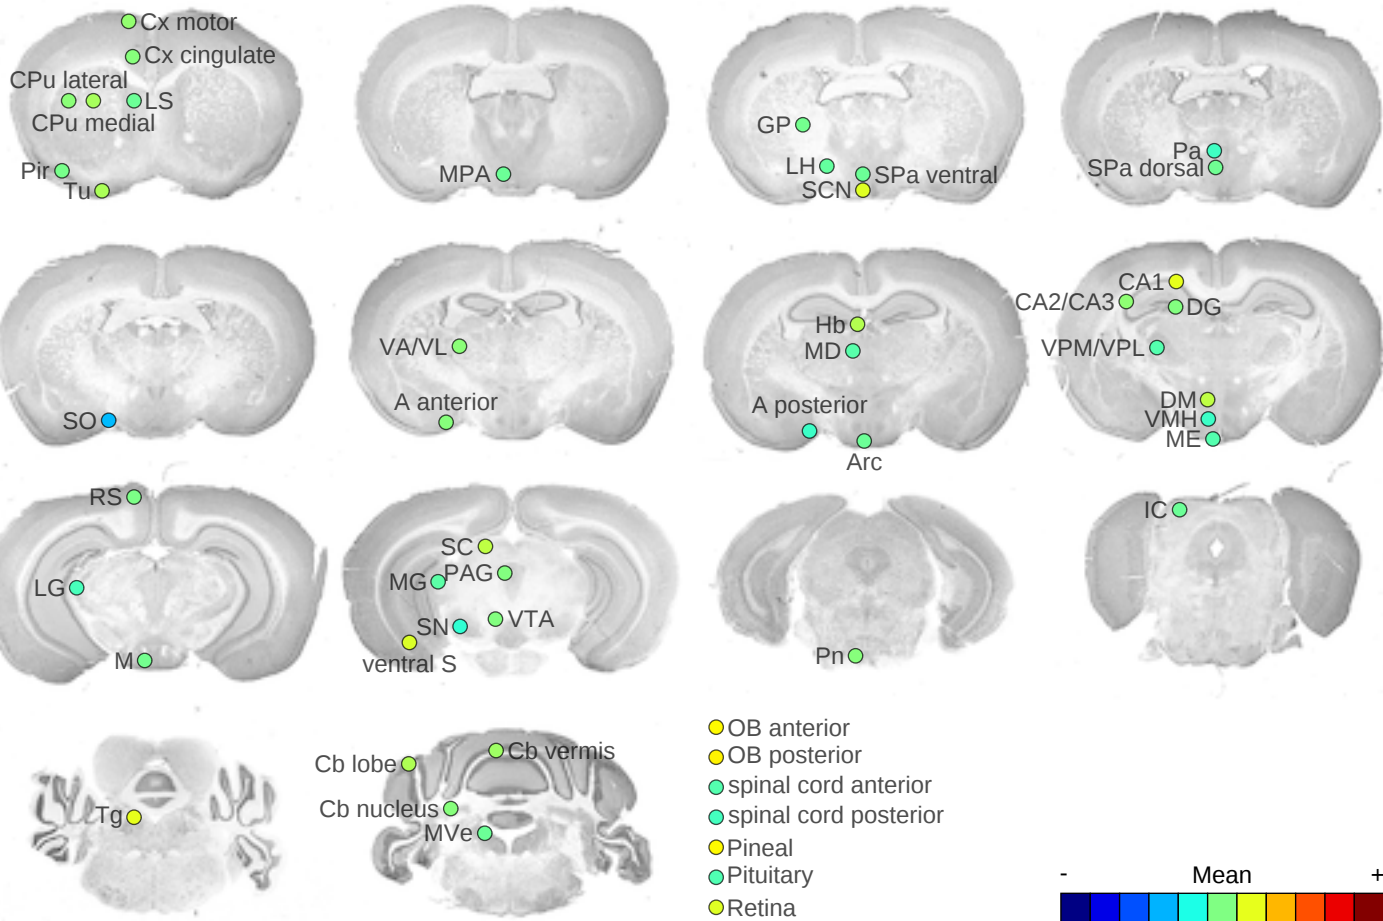 Cx motor
Cx cingulate
CPu lateral
LS
CPu medial
Pir
Tu
MPA
GP
LH
SPa ventral
SCN
Pa
SPa dorsal
SO
VA/VL
A anterior
Hb
MD
A posterior
Arc
CA1
CA2/CA3
DG
VPM/VPL
DM
VMH
ME
RS
LG
M
SC
MG
PAG
SN
VTA
ventral S
Pn
IC
Tg
Cb lobe
Cb vermis
Cb nucleus
MVe
OB anterior
OB posterior
spinal cord anterior
spinal cord posterior
Pineal
Pituitary
Retina
- Mean +